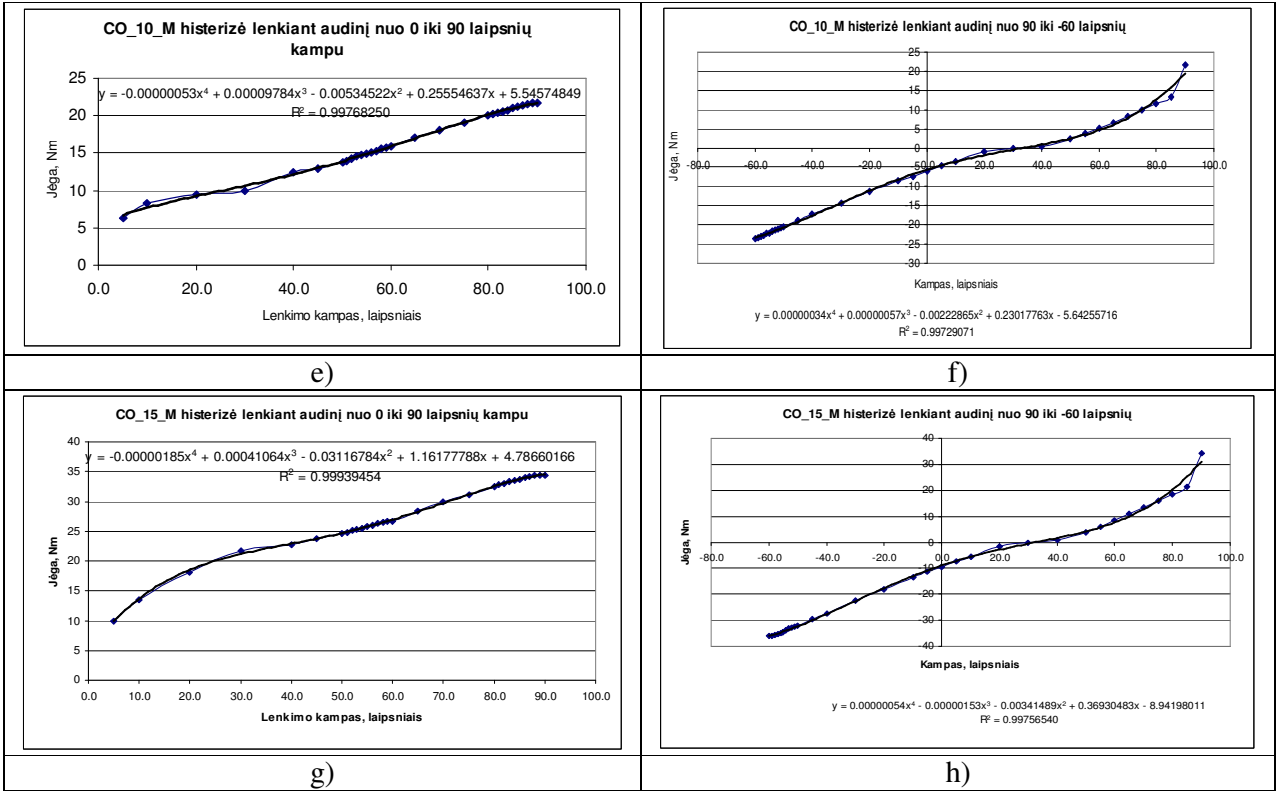 CO_10_M histerizė lenkiant audinį nuo 0 iki 90 laipsnių
kampu
y = -0.00000053x⁴ + 0.00009784x³ - 0.00534522x² + 0.25554637x + 5.54574849
R² = 0.99768250
25
20
15
10
5
0
Jėga, Nm
0.0 20.0 40.0 60.0 80.0 100.0
Lenkimo kampas, laipsniais
e)
CO_10_M histerizė lenkiant audinį nuo 90 iki -60 laipsnių
25
20
15
10
5
0
-5
-10
-15
-20
-25
-30
Jėga, Nm
-80.0 -60.0 -40.0 -20.0 0.0 20.0 40.0 60.0 80.0 100.0
Kampas, laipsniais
y = 0.00000034x⁴ + 0.00000057x³ - 0.00222865x² + 0.23017763x - 5.64255716
R² = 0.99729071
f)
CO_15_M histerizė lenkiant audinį nuo 0 iki 90 laipsnių kampu
y = -0.00000185x⁴ + 0.00041064x³ - 0.03116784x² + 1.16177788x + 4.78660166
R² = 0.99939454
40
35
30
25
20
15
10
5
0
Jėga, Nm
0.0 10.0 20.0 30.0 40.0 50.0 60.0 70.0 80.0 90.0 100.0
Lenkimo kampas, laipsniais
g)
CO_15_M histerizė lenkiant audinį nuo 90 iki -60 laipsnių
40
30
20
10
0
-10
-20
-30
-40
Jėga, Nm
-80.0 -60.0 -40.0 -20.0 0.0 20.0 40.0 60.0 80.0 100.0
Kampas, laipsniais
y = 0.00000054x⁴ - 0.00000153x³ - 0.00341489x² + 0.36930483x - 8.94198011
R² = 0.99756540
h)